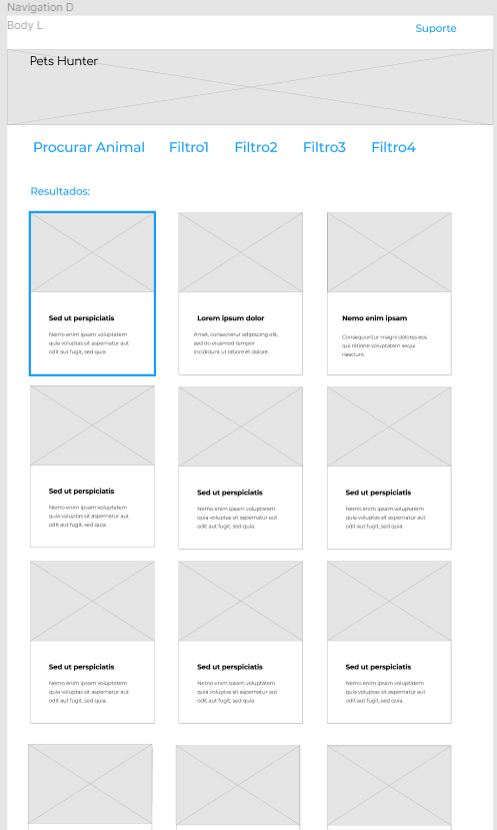 Navigation D
Body L
Suporte
Pets Hunter
Procurar Animal Filtro1 Filtro2 Filtro3 Filtro4
Resultados:
Sed ut perspiciatis
Nemo enim ipsam voluptatem
quia voluptas sit aspernatur aut
odit aut fugit, sed quia.
Lorem ipsum dolor
Amet, consectetur adipiscing elit,
sed do eiusmod tempor
incididunt ut labore et dolore.
Nemo enim ipsam
Consequuntur magni dolores eos
qui ratione voluptatem sequi
nesciunt.
Sed ut perspiciatis
Nemo enim ipsam voluptatem
quia voluptas sit aspernatur aut
odit aut fugit, sed quia.
Sed ut perspiciatis
Nemo enim ipsam voluptatem
quia voluptas sit aspernatur aut
odit aut fugit, sed quia.
Sed ut perspiciatis
Nemo enim ipsam voluptatem
quia voluptas sit aspernatur aut
odit aut fugit, sed quia.
Sed ut perspiciatis
Nemo enim ipsam voluptatem
quia voluptas sit aspernatur aut
odit aut fugit, sed quia.
Sed ut perspiciatis
Nemo enim ipsam voluptatem
quia voluptas sit aspernatur aut
odit aut fugit, sed quia.
Sed ut perspiciatis
Nemo enim ipsam voluptatem
quia voluptas sit aspernatur aut
odit aut fugit, sed quia.